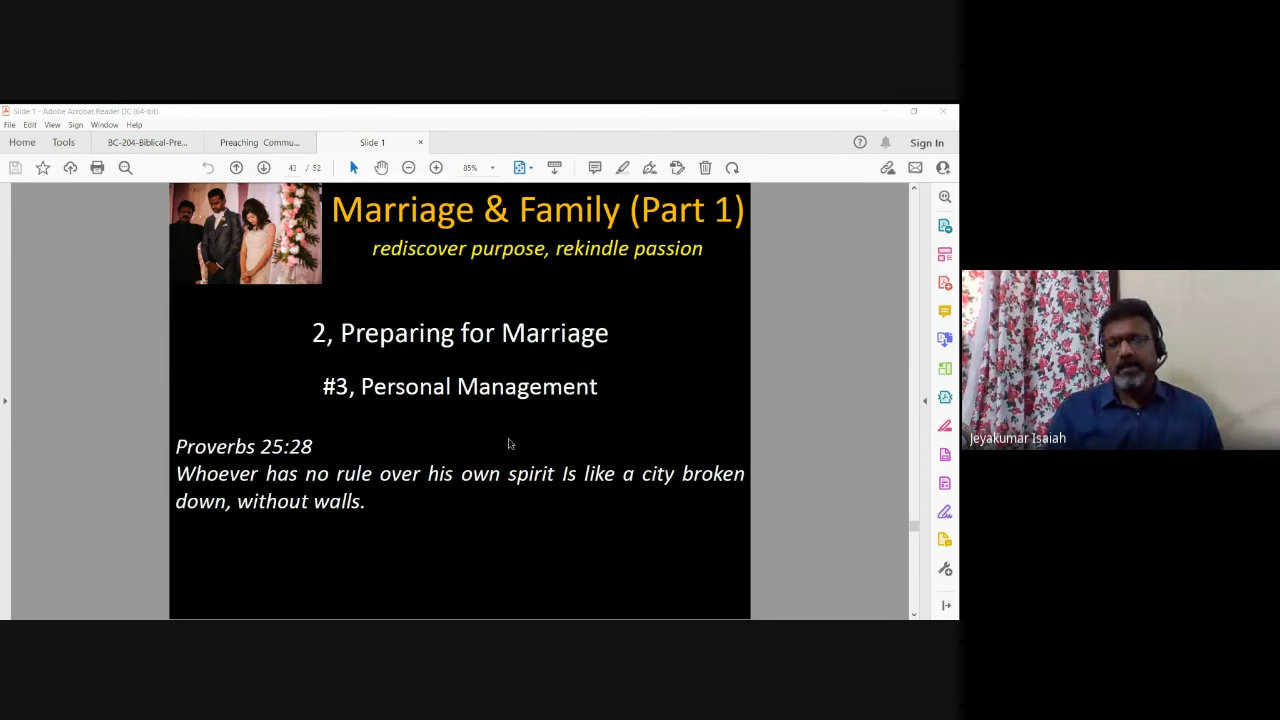 Slide 1 - Adobe Acrobat Reader DC (64-bit)
File Edit View Sign Window Help
Home Tools BC-204-Biblical-Pre... Preaching Commu... Slide 1 × Sign In
43 / 52 85%
Marriage & Family (Part 1)
rediscover purpose, rekindle passion
2, Preparing for Marriage
#3, Personal Management
Proverbs 25:28
Whoever has no rule over his own spirit Is like a city broken
down, without walls.
Jeyakumar Isaiah